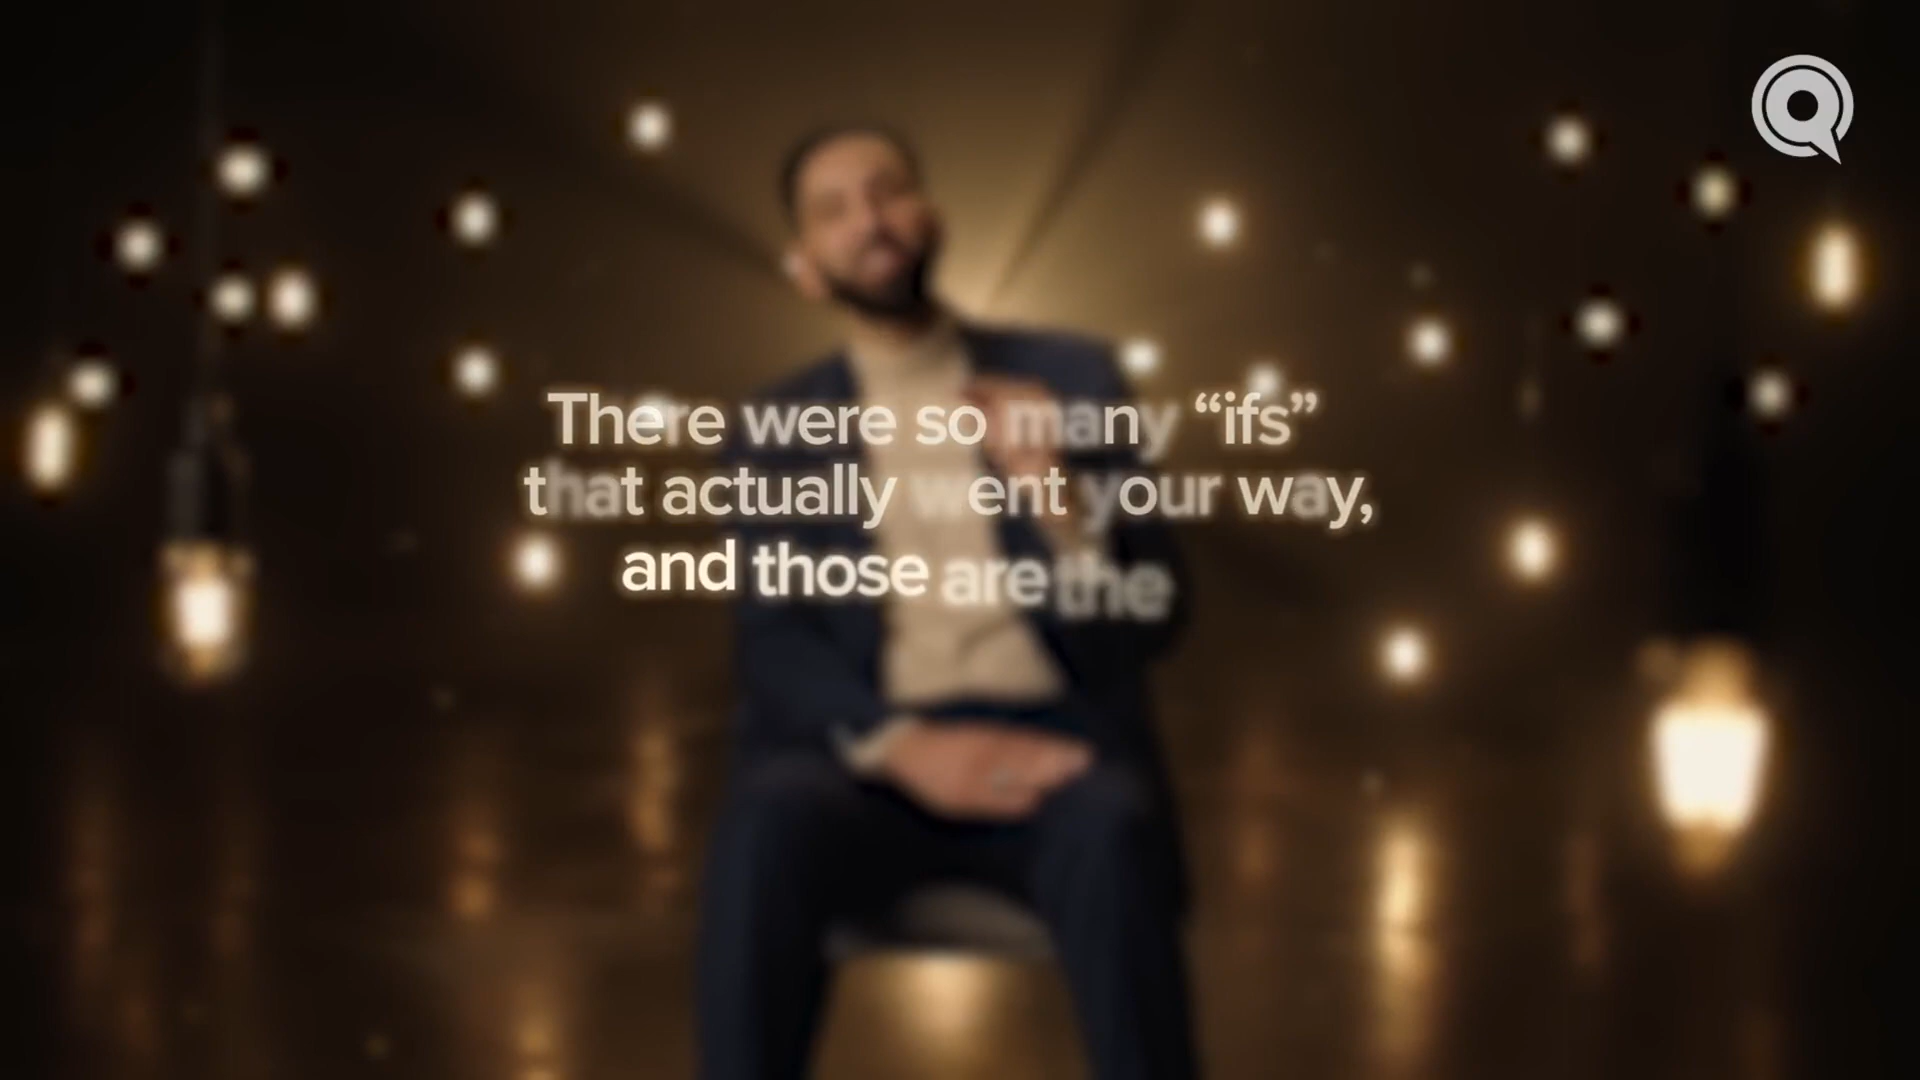 There were so many “ifs”
that actually went your way,
and those are the